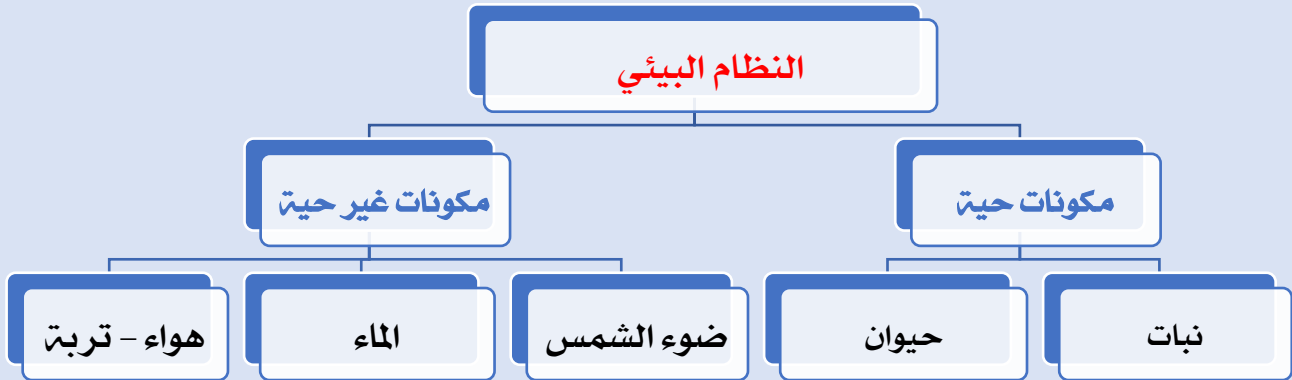 النظام البيئي
مكونات حية
مكونات غير حية
نبات
حيوان
ضوء الشمس
الماء
هواء – تربة